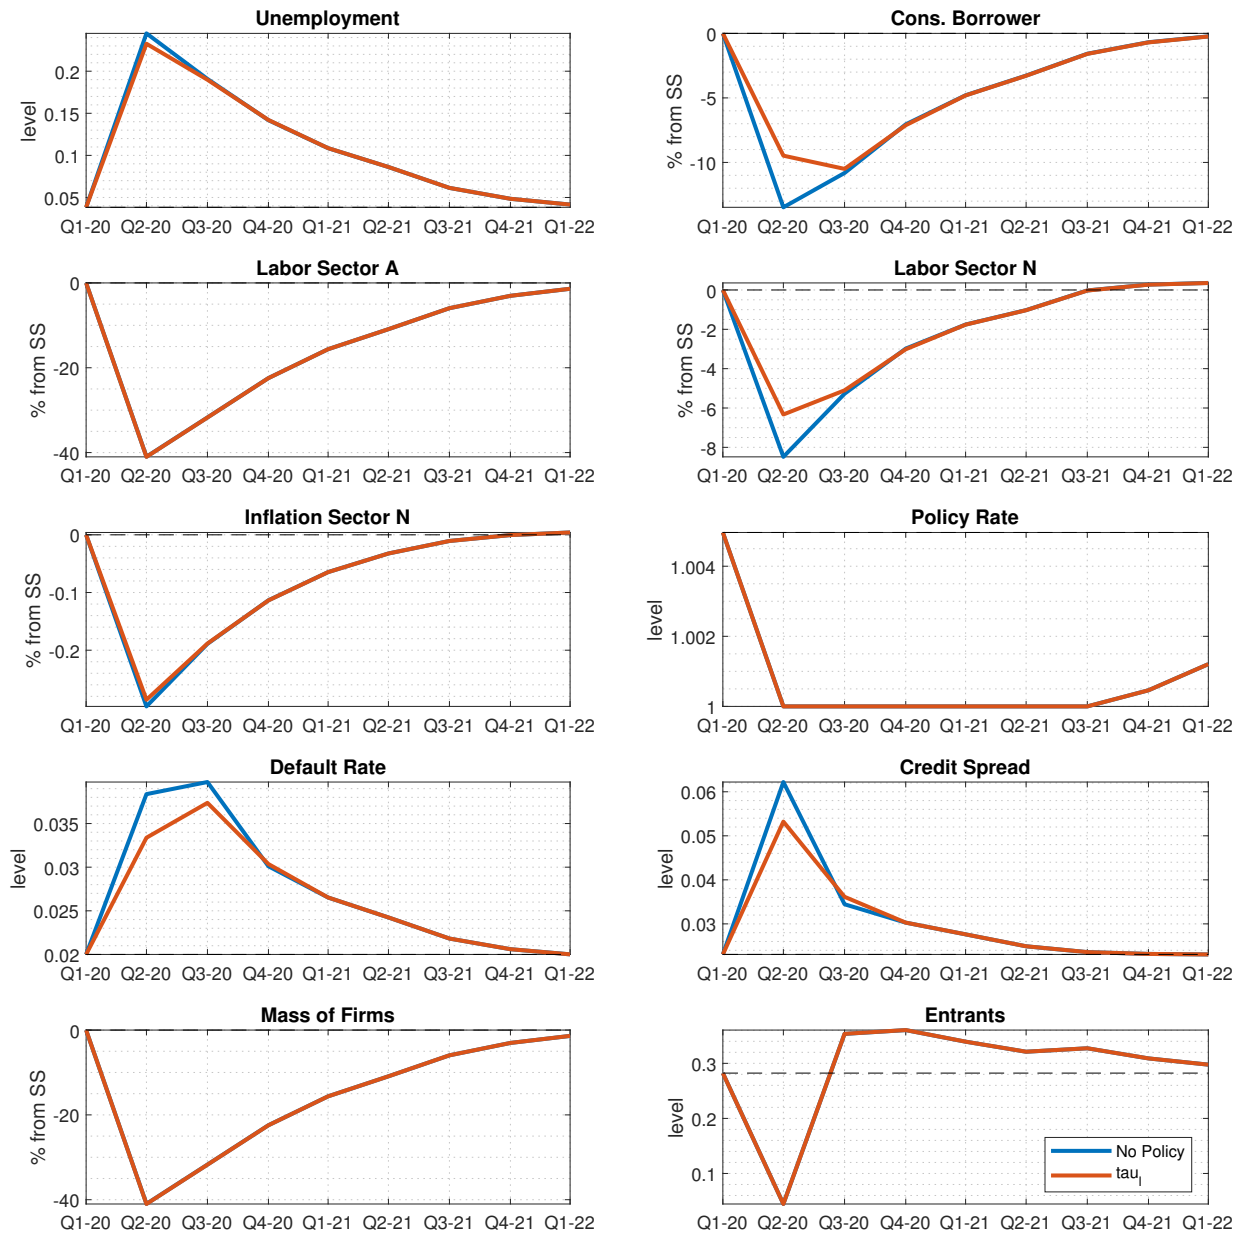 Unemployment
level
0.2
0.15
0.1
0.05
Q1-20 Q2-20 Q3-20 Q4-20 Q1-21 Q2-21 Q3-21 Q4-21 Q1-22
Cons. Borrower
% from SS
0
-5
-10
Q1-20 Q2-20 Q3-20 Q4-20 Q1-21 Q2-21 Q3-21 Q4-21 Q1-22
Labor Sector A
% from SS
0
-20
-40
Q1-20 Q2-20 Q3-20 Q4-20 Q1-21 Q2-21 Q3-21 Q4-21 Q1-22
Labor Sector N
% from SS
0
-2
-4
-6
-8
Q1-20 Q2-20 Q3-20 Q4-20 Q1-21 Q2-21 Q3-21 Q4-21 Q1-22
Inflation Sector N
% from SS
0
-0.1
-0.2
Q1-20 Q2-20 Q3-20 Q4-20 Q1-21 Q2-21 Q3-21 Q4-21 Q1-22
Policy Rate
level
1.004
1.002
1
Q1-20 Q2-20 Q3-20 Q4-20 Q1-21 Q2-21 Q3-21 Q4-21 Q1-22
Default Rate
level
0.035
0.03
0.025
0.02
Q1-20 Q2-20 Q3-20 Q4-20 Q1-21 Q2-21 Q3-21 Q4-21 Q1-22
Credit Spread
level
0.06
0.05
0.04
0.03
Q1-20 Q2-20 Q3-20 Q4-20 Q1-21 Q2-21 Q3-21 Q4-21 Q1-22
Mass of Firms
% from SS
0
-20
-40
Q1-20 Q2-20 Q3-20 Q4-20 Q1-21 Q2-21 Q3-21 Q4-21 Q1-22
Entrants
level
0.3
0.2
0.1
Q1-20 Q2-20 Q3-20 Q4-20 Q1-21 Q2-21 Q3-21 Q4-21 Q1-22
No Policy
tau_l